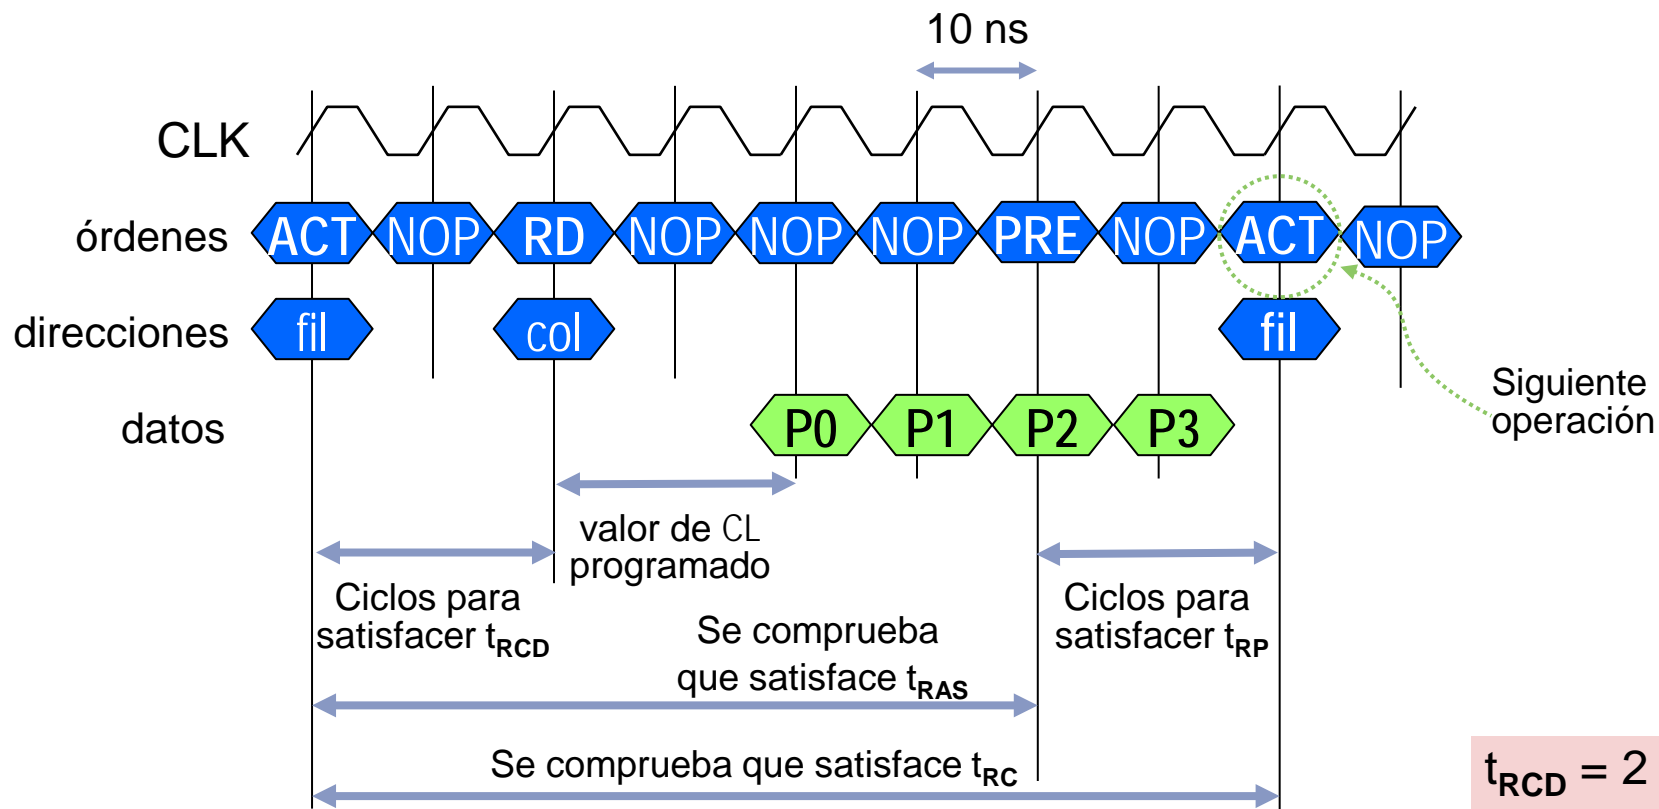 10 ns
CLK
órdenes ACT NOP RD NOP NOP NOP PRE NOP ACT NOP
direcciones fil col fil
Siguiente
operación
datos P0 P1 P2 P3
valor de CL
programado
Ciclos para
satisfacer tRCD
Ciclos para
satisfacer tRP
Se comprueba
que satisface tRAS
Se comprueba que satisface tRC
tRCD = 2